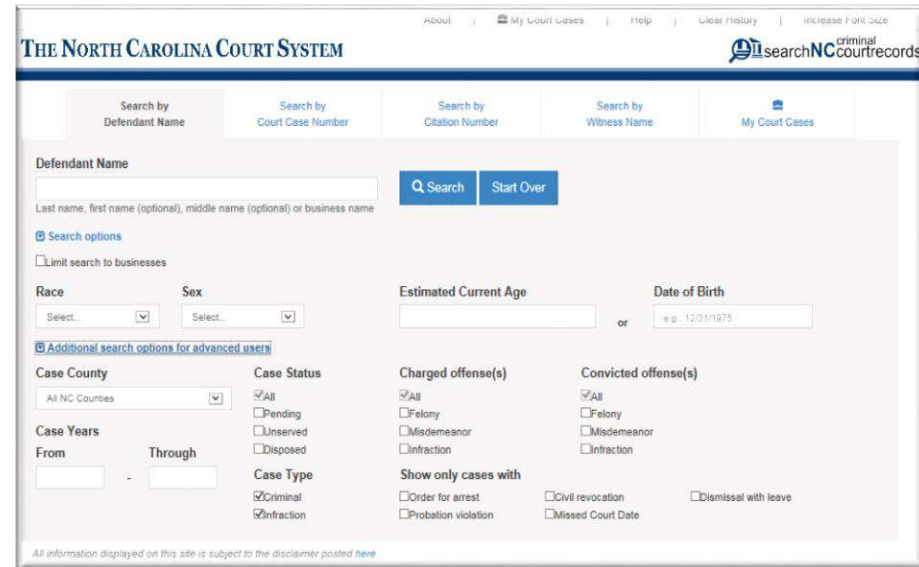 About | My Court Cases | Help | Clear History | Increase Font Size
THE NORTH CAROLINA COURT SYSTEM
searchNCcriminal courtrecords
Search by Defendant Name
Search by Court Case Number
Search by Citation Number
Search by Witness Name
My Court Cases
Defendant Name
Search Start Over
Last name, first name (optional), middle name (optional) or business name
Search options
Limit search to businesses
Race Sex Estimated Current Age Date of Birth
Select... Select... or e.g., 12/31/1975
Additional search options for advanced users
Case County Case Status Charged offense(s) Convicted offense(s)
All NC Counties All All All
Pending Felony Felony
Case Years Unserved Misdemeanor Misdemeanor
From Through Disposed Infraction Infraction
-
Case Type Show only cases with
Criminal Order for arrest Civil revocation Dismissal with leave
Infraction Probation violation Missed Court Date
All information displayed on this site is subject to the disclaimer posted here